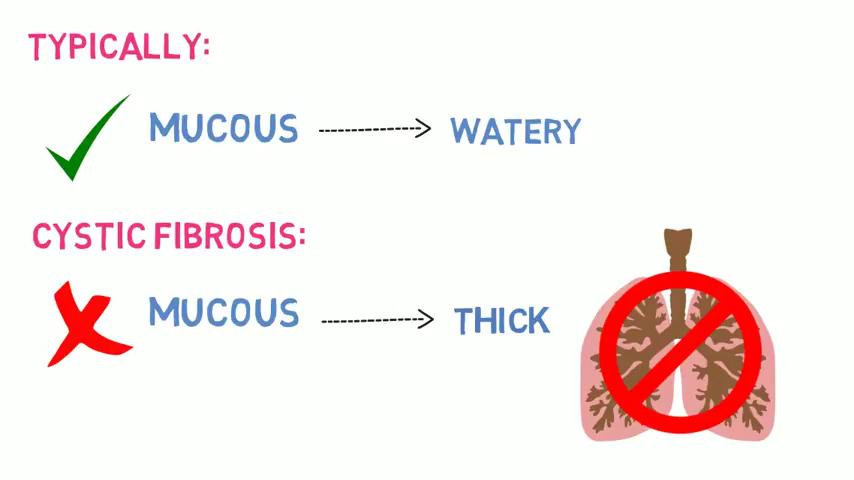 TYPICALLY:
MUCOUS WATERY
CYSTIC FIBROSIS:
MUCOUS THICK